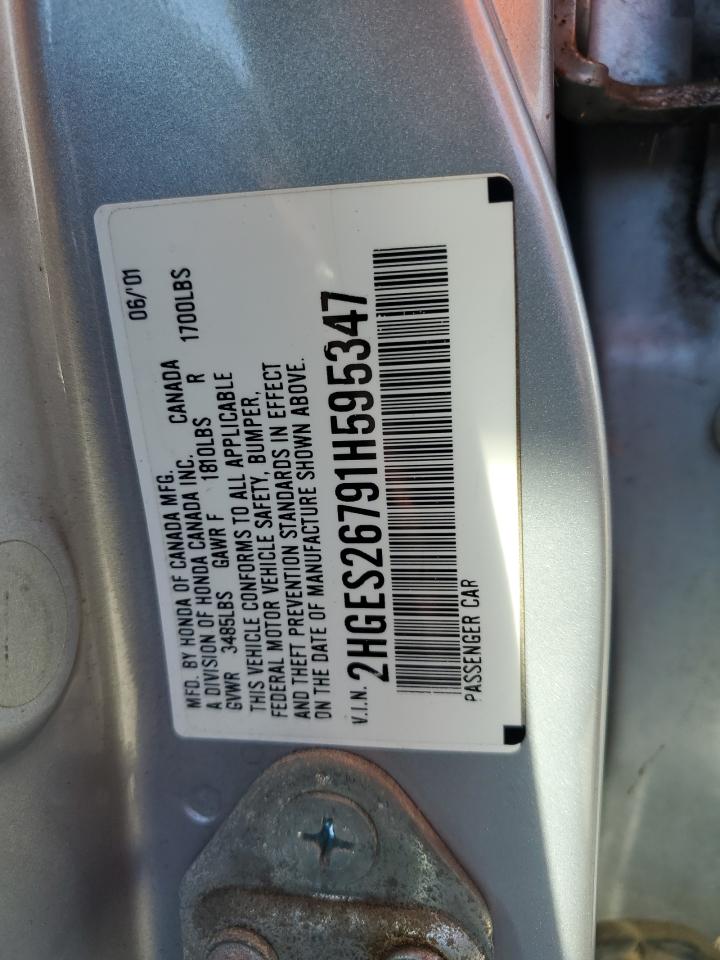 06/'01
MFD. BY HONDA OF CANADA MFG.
A DIVISION OF HONDA CANADA INC. CANADA
GVWR 3485LBS GAWR F 1810LBS R 1700LBS
THIS VEHICLE CONFORMS TO ALL APPLICABLE
FEDERAL MOTOR VEHICLE SAFETY, BUMPER,
AND THEFT PREVENTION STANDARDS IN EFFECT
ON THE DATE OF MANUFACTURE SHOWN ABOVE.
V.I.N. 2HGES26791H595347
PASSENGER CAR